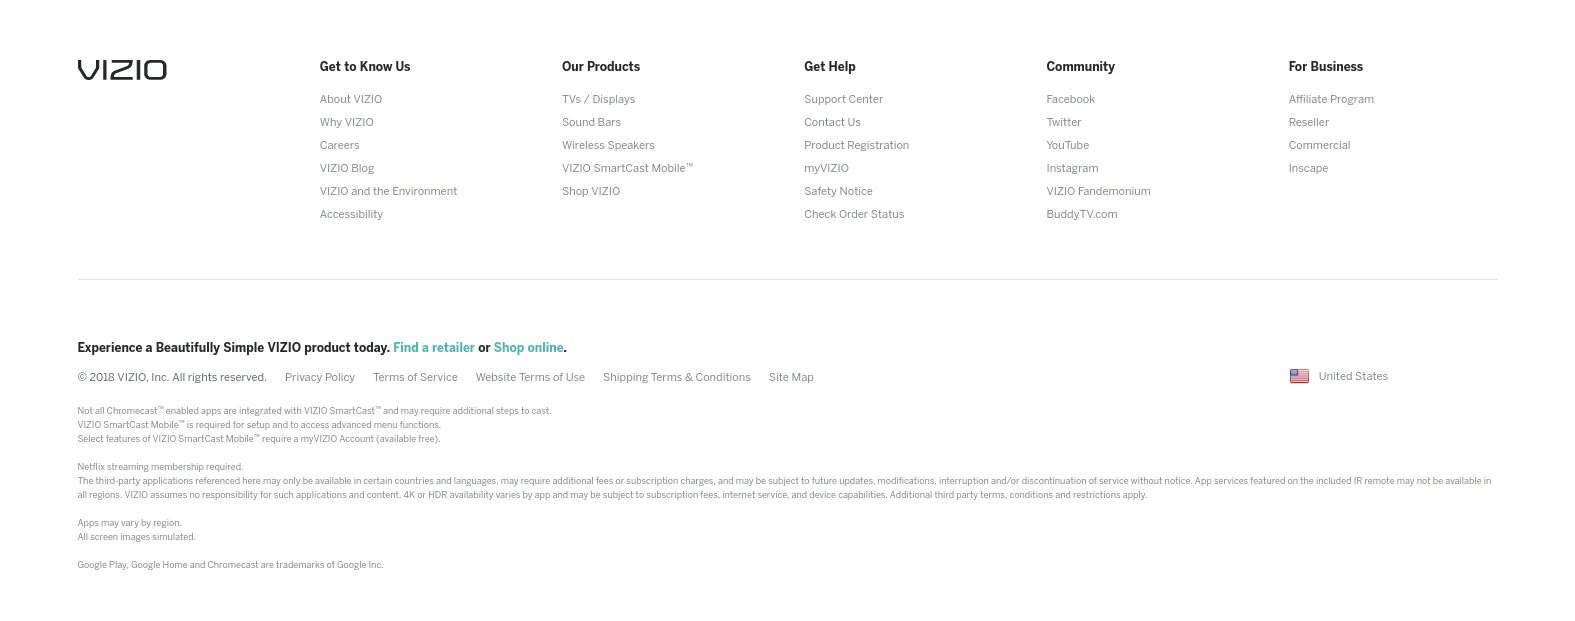 VIZIO
Get to Know Us
About VIZIO
Why VIZIO
Careers
VIZIO Blog
VIZIO and the Environment
Accessibility
Our Products
TVs / Displays
Sound Bars
Wireless Speakers
VIZIO SmartCast Mobile™
Shop VIZIO
Get Help
Support Center
Contact Us
Product Registration
myVIZIO
Safety Notice
Check Order Status
Community
Facebook
Twitter
YouTube
Instagram
VIZIO Fandemonium
BuddyTV.com
For Business
Affiliate Program
Reseller
Commercial
Inscape
Experience a Beautifully Simple VIZIO product today. Find a retailer or Shop online.
© 2018 VIZIO, Inc. All rights reserved. Privacy Policy Terms of Service Website Terms of Use Shipping Terms & Conditions Site Map
United States
Not all Chromecast™ enabled apps are integrated with VIZIO SmartCast™ and may require additional steps to cast.
VIZIO SmartCast Mobile™ is required for setup and to access advanced menu functions.
Select features of VIZIO SmartCast Mobile™ require a myVIZIO Account (available free).
Netflix streaming membership required.
The third-party applications referenced here may only be available in certain countries and languages, may require additional fees or subscription charges, and may be subject to future updates, modifications, interruption and/or discontinuation of service without notice. App services featured on the included IR remote may not be available in
all regions. VIZIO assumes no responsibility for such applications and content. 4K or HDR availability varies by app and may be subject to subscription fees, internet service, and device capabilities. Additional third party terms, conditions and restrictions apply.
Apps may vary by region.
All screen images simulated.
Google Play, Google Home and Chromecast are trademarks of Google Inc.